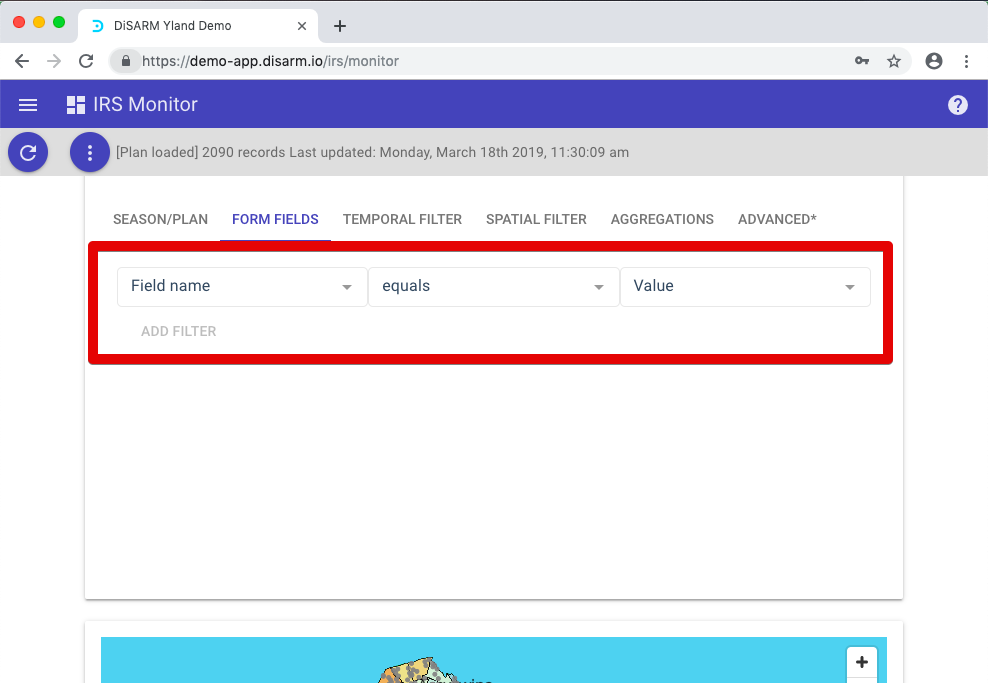 DiSARM Yland Demo
https://demo-app.disarm.io/irs/monitor
IRS Monitor
[Plan loaded] 2090 records Last updated: Monday, March 18th 2019, 11:30:09 am
SEASON/PLAN FORM FIELDS TEMPORAL FILTER SPATIAL FILTER AGGREGATIONS ADVANCED*
Field name equals Value
ADD FILTER
+